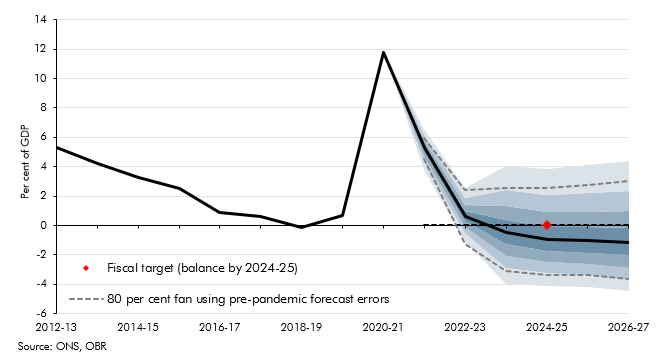 14
12
10
8
6
4
2
0
-2
-4
-6
Per cent of GDP
Fiscal target (balance by 2024-25)
80 per cent fan using pre-pandemic forecast errors
2012-13 2014-15 2016-17 2018-19 2020-21 2022-23 2024-25 2026-27
Source: ONS, OBR